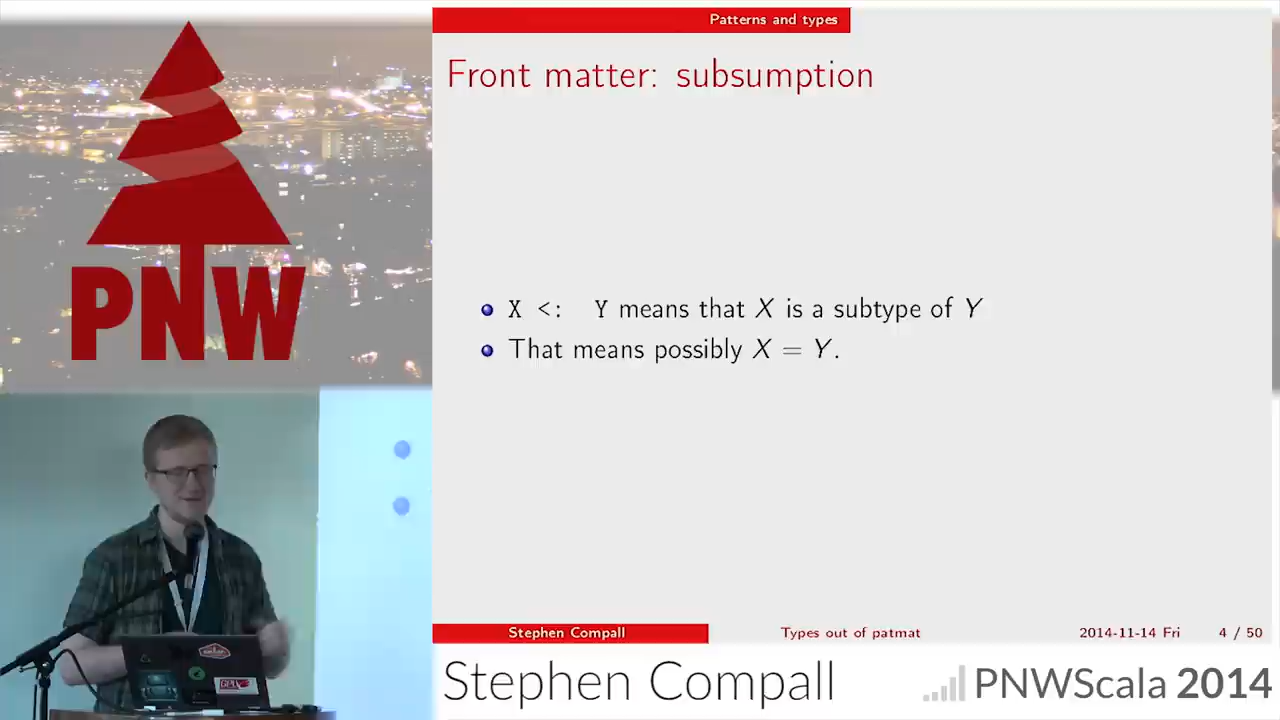 Patterns and types
Front matter: subsumption
X <: Y means that X is a subtype of Y
That means possibly X = Y.
PNW
Stephen Compall
Types out of patmat
2014-11-14 Fri
4 / 50
Stephen Compall
PNWScala 2014